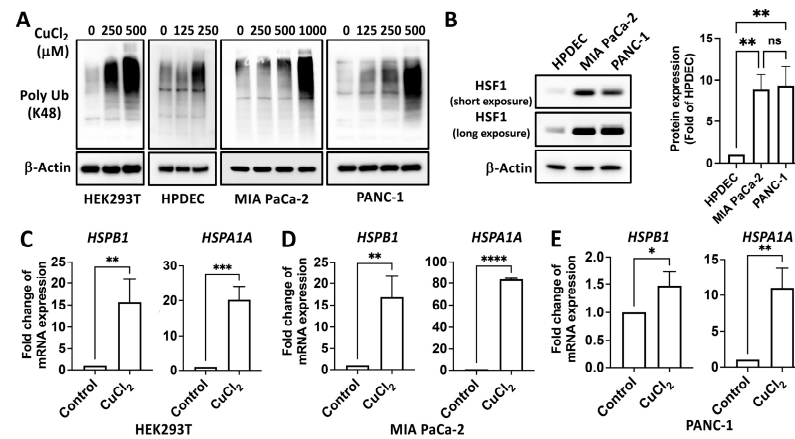 A
CuCl2 0 250 500 0 125 250 0 250 500 1000 0 125 250 500
(μM)
Poly Ub
(K48)
β-Actin
HEK293T HPDEC MIA PaCa-2 PANC-1
B
HPDEC MIA PaCa-2 PANC-1
HSF1
(short exposure)
HSF1
(long exposure)
β-Actin
Protein expression
(Fold of HPDEC)
15
10
5
0
**
** ns
HPDEC MIA PaCa-2 PANC-1
C
HSPB1 HSPA1A
Fold change of
mRNA expression
25
20
15
10
5
0
**
Control CuCl2
30
20
10
0
***
Control CuCl2
HEK293T
D
HSPB1 HSPA1A
Fold change of
mRNA expression
25
20
15
10
5
0
**
Control CuCl2
100
80
60
40
20
0
****
Control CuCl2
MIA PaCa-2
E
HSPB1 HSPA1A
Fold change of
mRNA expression
2.0
1.5
1.0
0.5
0.0
*
Control CuCl2
15
10
5
0
**
Control CuCl2
PANC-1